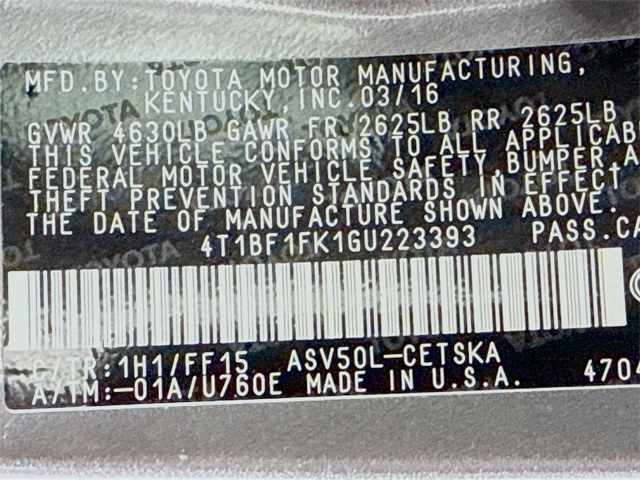 MFD. BY: TOYOTA MOTOR MANUFACTURING,
KENTUCKY, INC. 03/16
GVWR 4630LB GAWR FR 2625LB RR 2625LB
THIS VEHICLE CONFORMS TO ALL APPLICAB
FEDERAL MOTOR VEHICLE SAFETY, BUMPER, A
THEFT PREVENTION STANDARDS IN EFFECT
THE DATE OF MANUFACTURE SHOWN ABOVE.
4T1BF1FK1GU223393 PASS. CA
C/TR: 1H1/FF15 ASV50L-CETSKA
A/TM: -01A/U760E MADE IN U.S.A. 4704